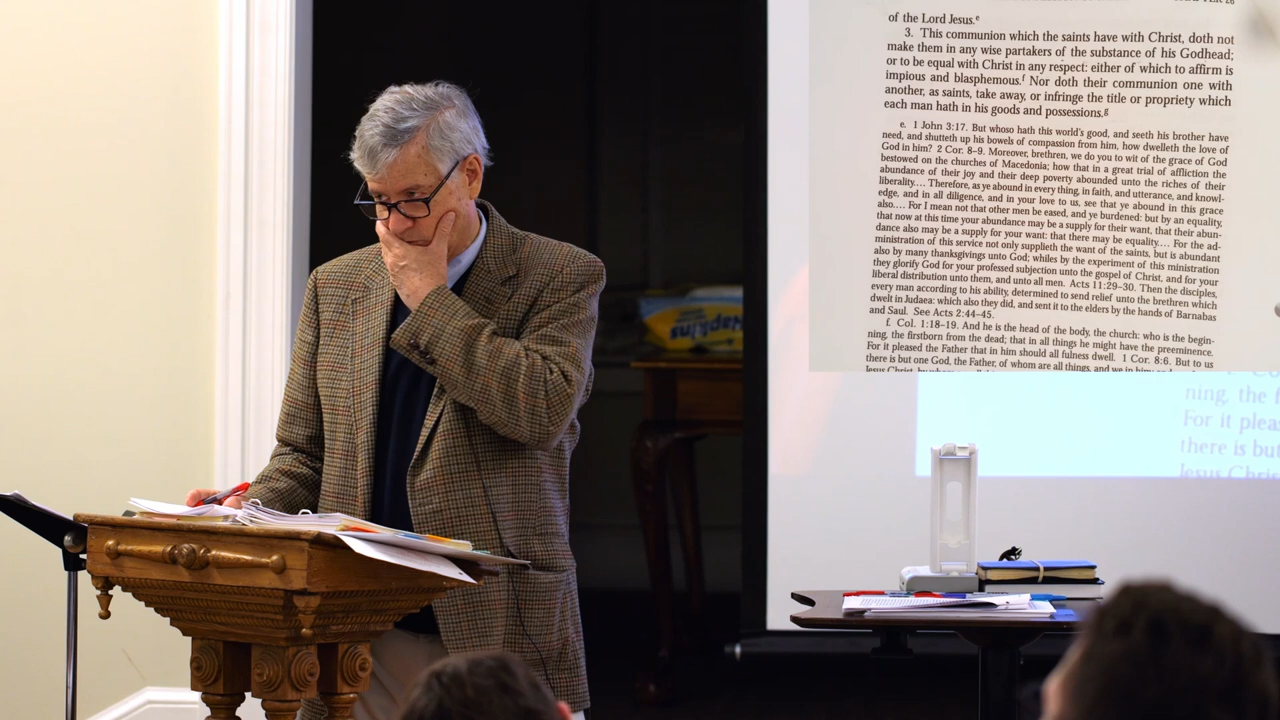 of the Lord Jesus.e
3. This communion which the saints have with Christ, doth not
make them in any wise partakers of the substance of his Godhead;
or to be equal with Christ in any respect: either of which to affirm is
impious and blasphemous.f Nor doth their communion one with
another, as saints, take away, or infringe the title or propriety which
each man hath in his goods and possessions.g
e. 1 John 3:17. But whoso hath this world's good, and seeth his brother have
need, and shutteth up his bowels of compassion from him, how dwelleth the love of
God in him? 2 Cor. 8–9. Moreover, brethren, we do you to wit of the grace of God
bestowed on the churches of Macedonia; how that in a great trial of affliction the
abundance of their joy and their deep poverty abounded unto the riches of their
liberality.... Therefore, as ye abound in every thing, in faith, and utterance, and knowl-
edge, and in all diligence, and in your love to us, see that ye abound in this grace
also.... For I mean not that other men be eased, and ye burdened: but by an equality,
that now at this time your abundance may be a supply for their want, that their abun-
dance also may be a supply for your want: that there may be equality.... For the ad-
ministration of this service not only supplieth the want of the saints, but is abundant
also by many thanksgivings unto God; whiles by the experiment of this ministration
they glorify God for your professed subjection unto the gospel of Christ, and for your
liberal distribution unto them, and unto all men. Acts 11:29–30. Then the disciples,
every man according to his ability, determined to send relief unto the brethren which
dwelt in Judaea: which also they did, and sent it to the elders by the hands of Barnabas
and Saul. See Acts 2:44–45.
f. Col. 1:18–19. And he is the head of the body, the church: who is the begin-
ning, the firstborn from the dead; that in all things he might have the preeminence.
For it pleased the Father that in him should all fulness dwell. 1 Cor. 8:6. But to us
there is but one God, the Father, of whom are all things, and we in him;
Jesus Christ, by whom
ning, the f
For it pleas
there is but
Jesus Chris
Napkins